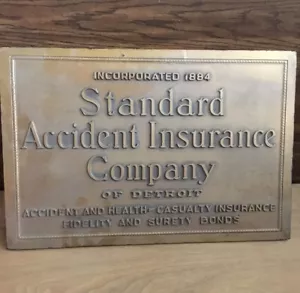 INCORPORATED 1884
Standard
Accident Insurance
Company
OF DETROIT
ACCIDENT AND HEALTH - CASUALTY INSURANCE
FIDELITY AND SURETY BONDS